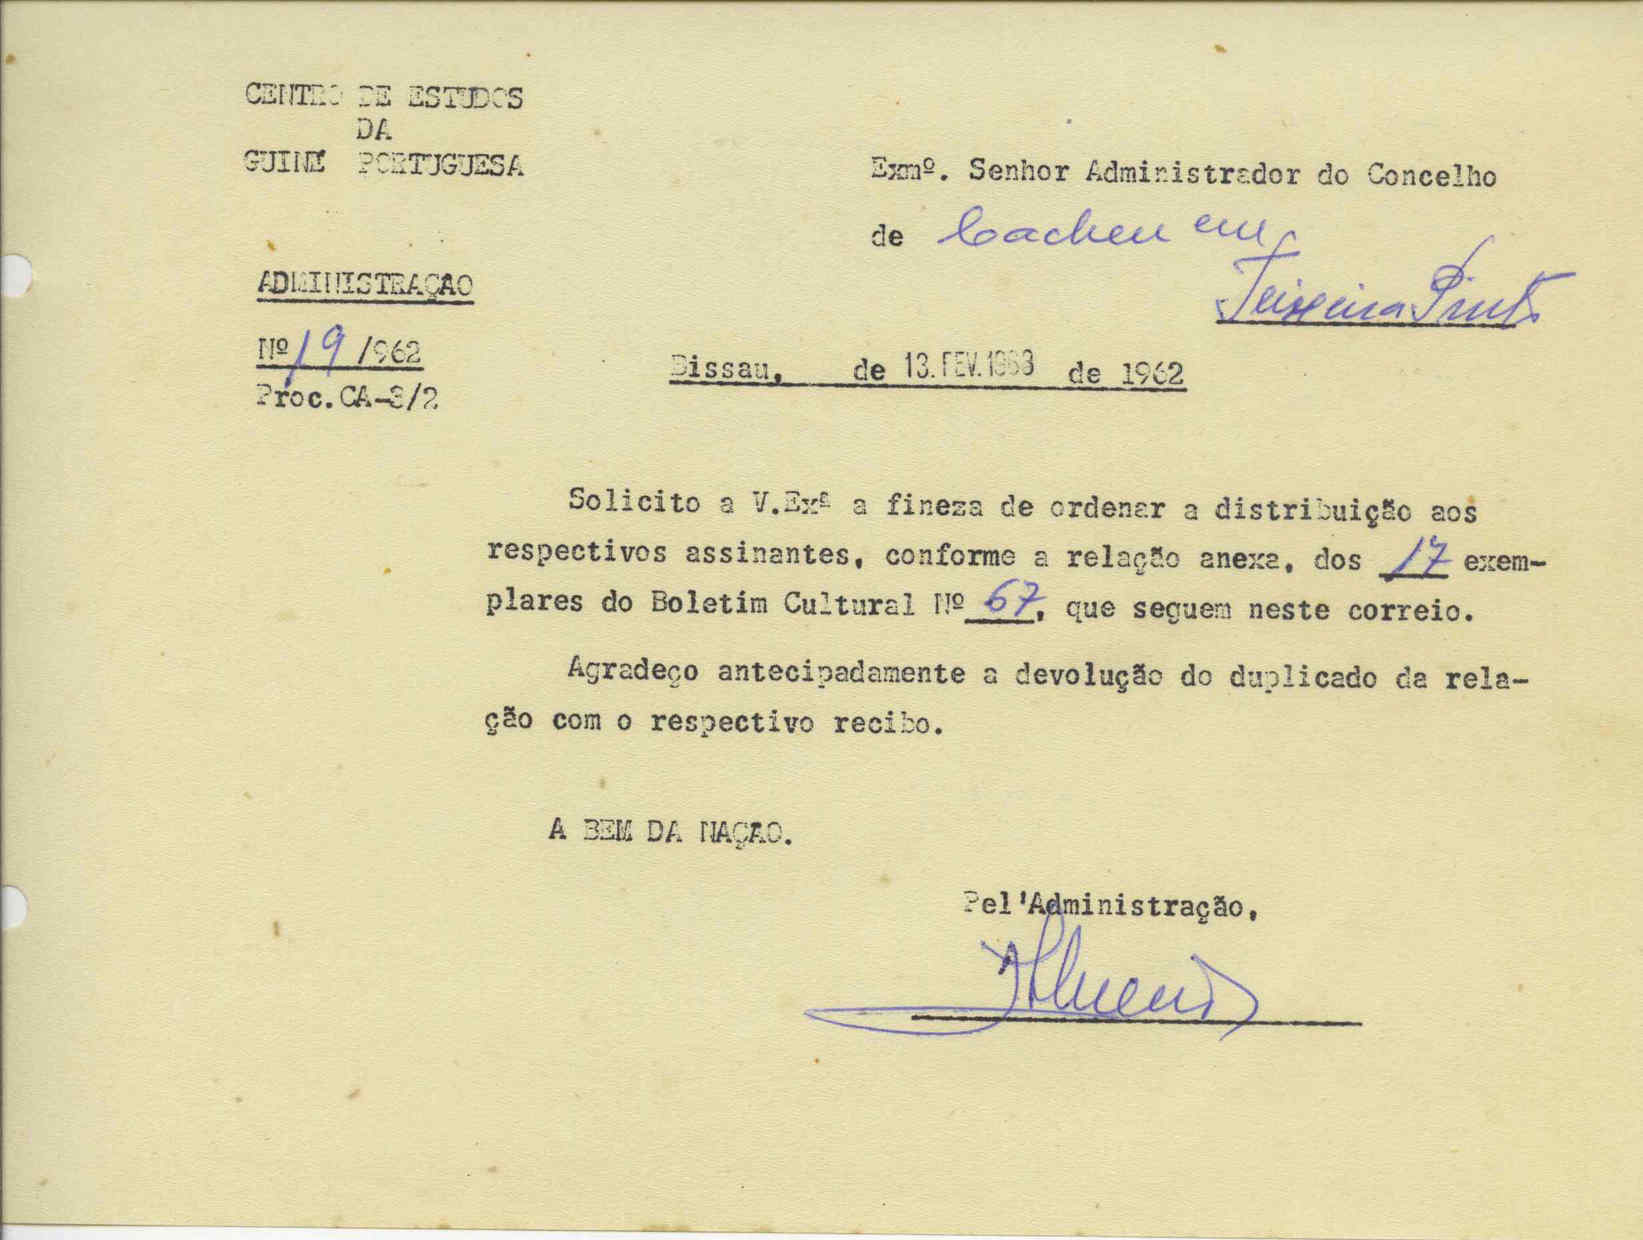 CENTRO DE ESTUDOS
DA
GUINÉ PORTUGUESA
Exmº. Senhor Administrador do Concelho
de Cacheu em
Teixeira Pinto
ADMINISTRAÇÃO
Nº 19 /962
Proc.CA-3/2
Bissau, de 13.FEV.1963 de 1962
Solicito a V.Exª a fineza de ordenar a distribuição aos
respectivos assinantes, conforme a relação anexa, dos 17 exem-
plares do Boletim Cultural Nº 67, que seguem neste correio.
Agradeço antecipadamente a devolução do duplicado da rela-
ção com o respectivo recibo.
A BEM DA NAÇÃO.
Pel'Administração,